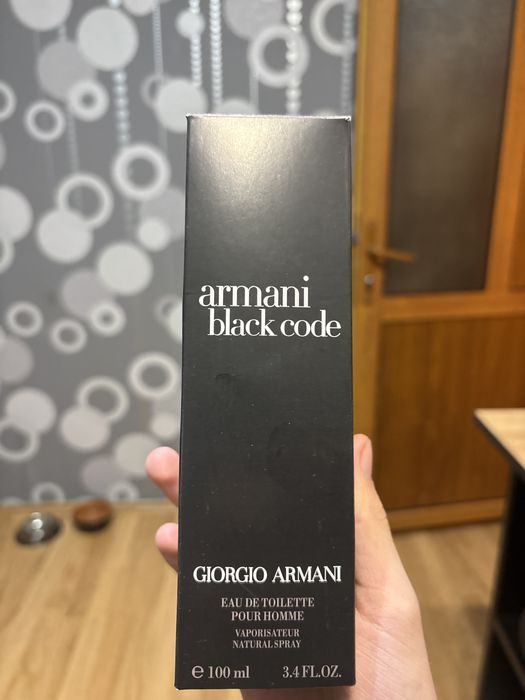 armani
black code
GIORGIO ARMANI
EAU DE TOILETTE
POUR HOMME
VAPORISATEUR
NATURAL SPRAY
℮ 100 ml 3.4 FL.OZ.